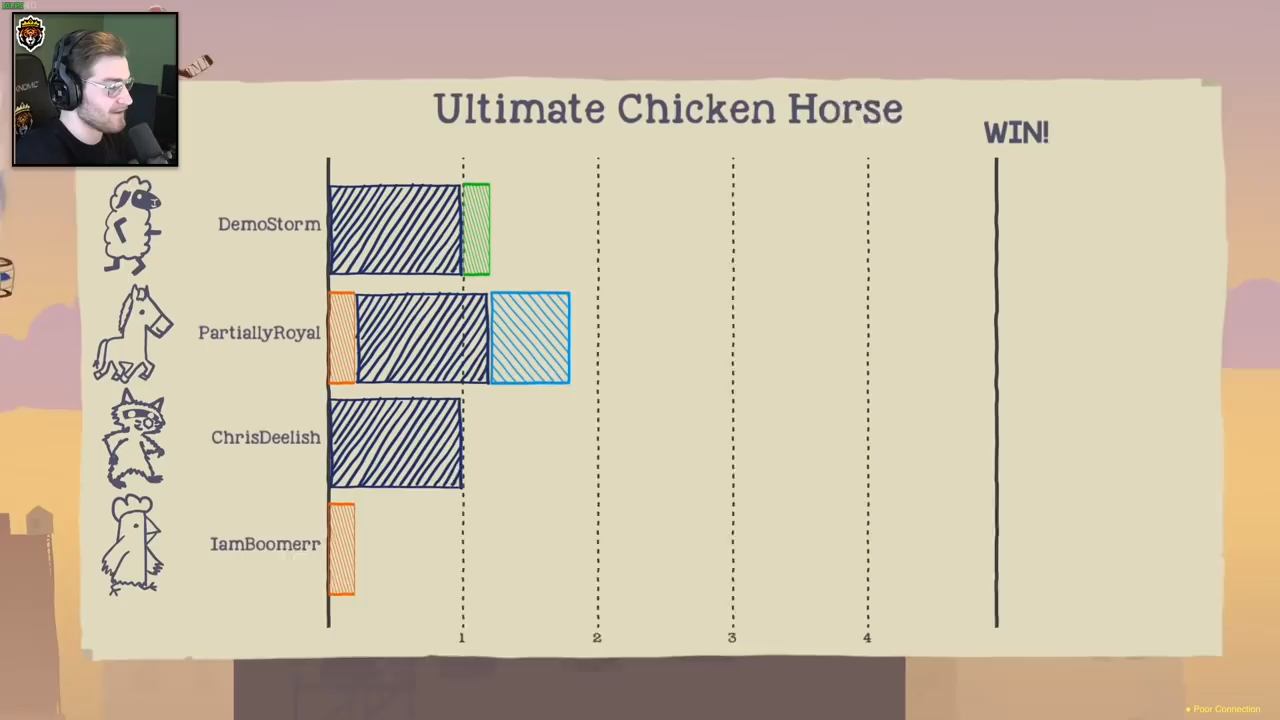 Ultimate Chicken Horse
WIN!
DemoStorm
PartiallyRoyal
ChrisDeelish
IamBoomerr
1 2 3 4
Poor Connection